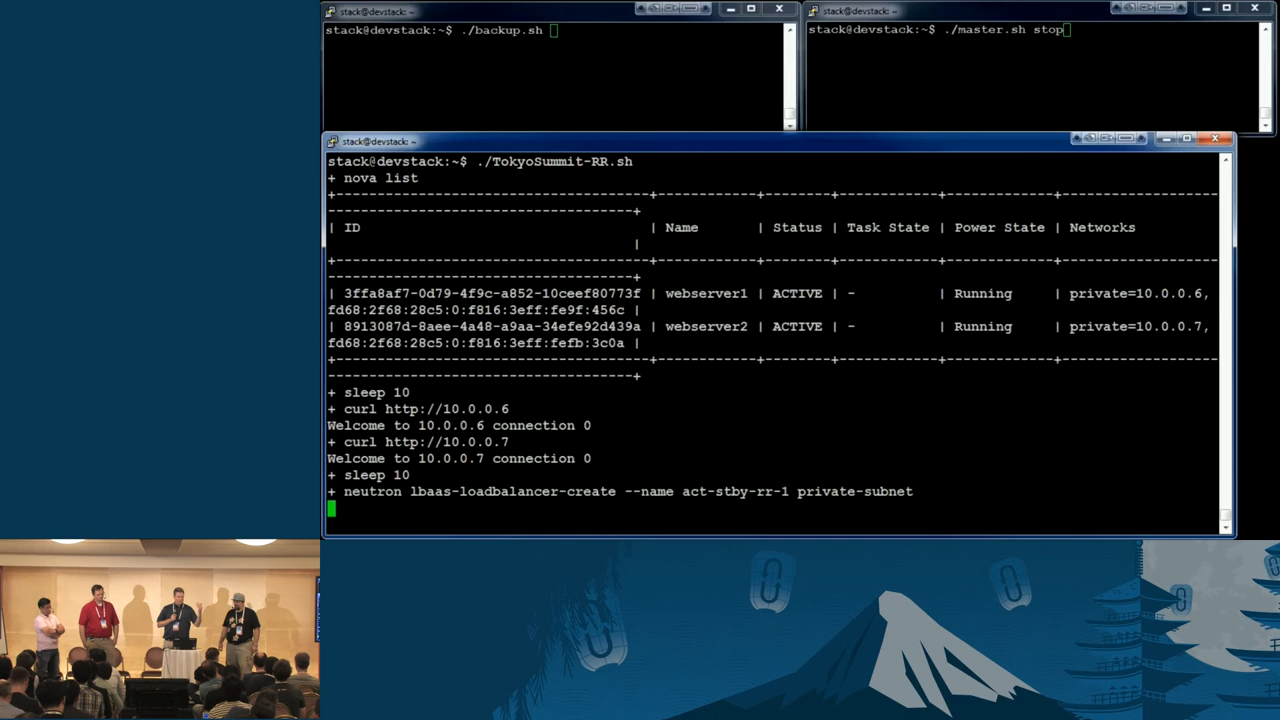 stack@devstack: ~
stack@devstack:~$ ./backup.sh
stack@devstack: ~
stack@devstack:~$ ./master.sh stop
stack@devstack: ~
stack@devstack:~$ ./TokyoSummit-RR.sh
+ nova list
+--------------------------------------+------------+--------+------------+-------------+-------------------
-------------------------------------+
| ID | Name | Status | Task State | Power State | Networks
|
+--------------------------------------+------------+--------+------------+-------------+-------------------
-------------------------------------+
| 3ffa8af7-0d79-4f9c-a852-10ceef80773f | webserver1 | ACTIVE | - | Running | private=10.0.0.6,
fd68:2f68:28c5:0:f816:3eff:fe9f:456c |
| 8913087d-8aee-4a48-a9aa-34efe92d439a | webserver2 | ACTIVE | - | Running | private=10.0.0.7,
fd68:2f68:28c5:0:f816:3eff:fefb:3c0a |
+--------------------------------------+------------+--------+------------+-------------+-------------------
-------------------------------------+
+ sleep 10
+ curl http://10.0.0.6
Welcome to 10.0.0.6 connection 0
+ curl http://10.0.0.7
Welcome to 10.0.0.7 connection 0
+ sleep 10
+ neutron lbaas-loadbalancer-create --name act-stby-rr-1 private-subnet